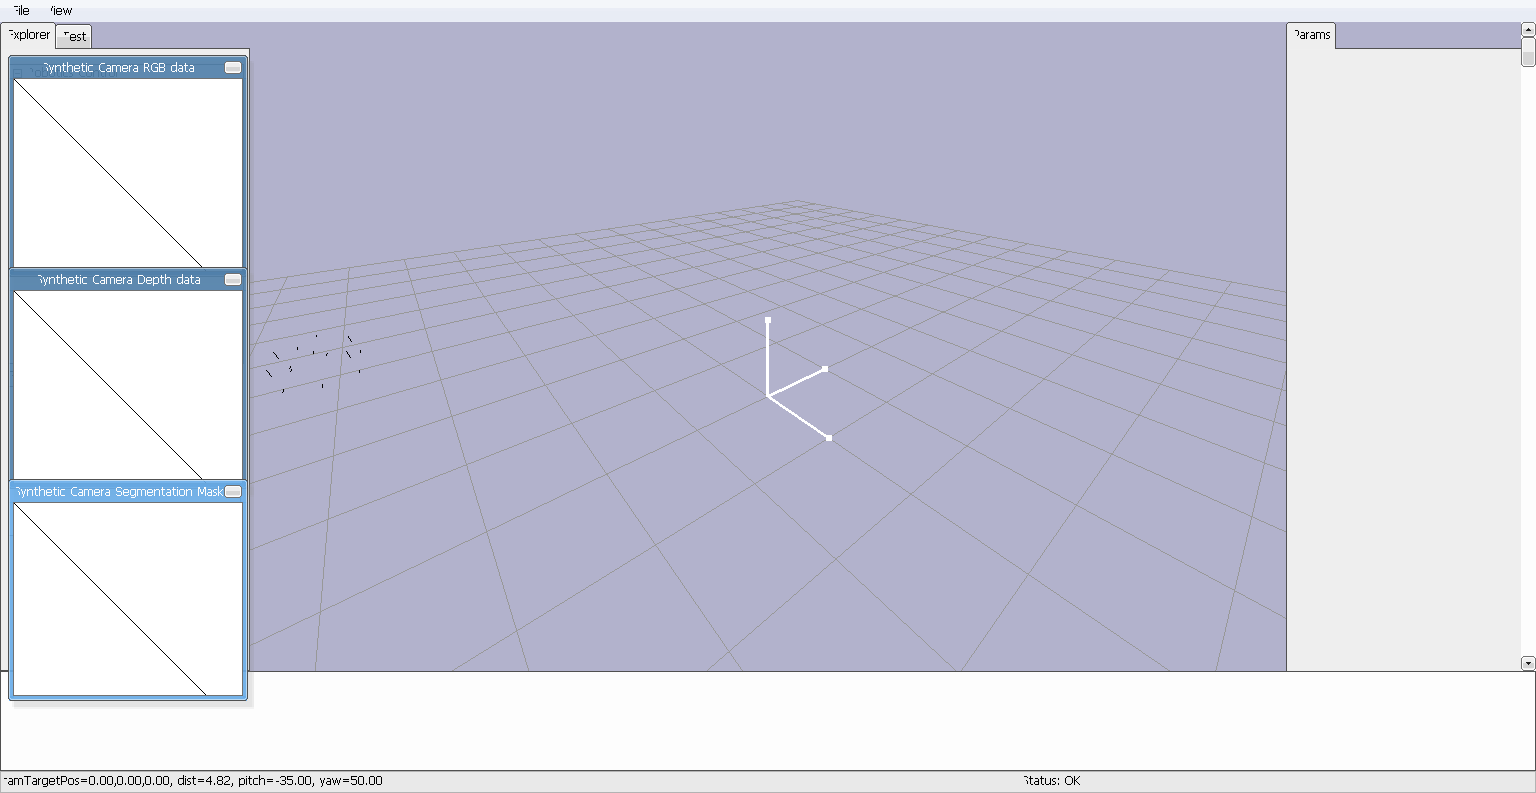 File View
Explorer Test Params
Synthetic Camera RGB data
Synthetic Camera Depth data
Synthetic Camera Segmentation Mask
camTargetPos=0.00,0.00,0.00, dist=4.82, pitch=-35.00, yaw=50.00 Status: OK